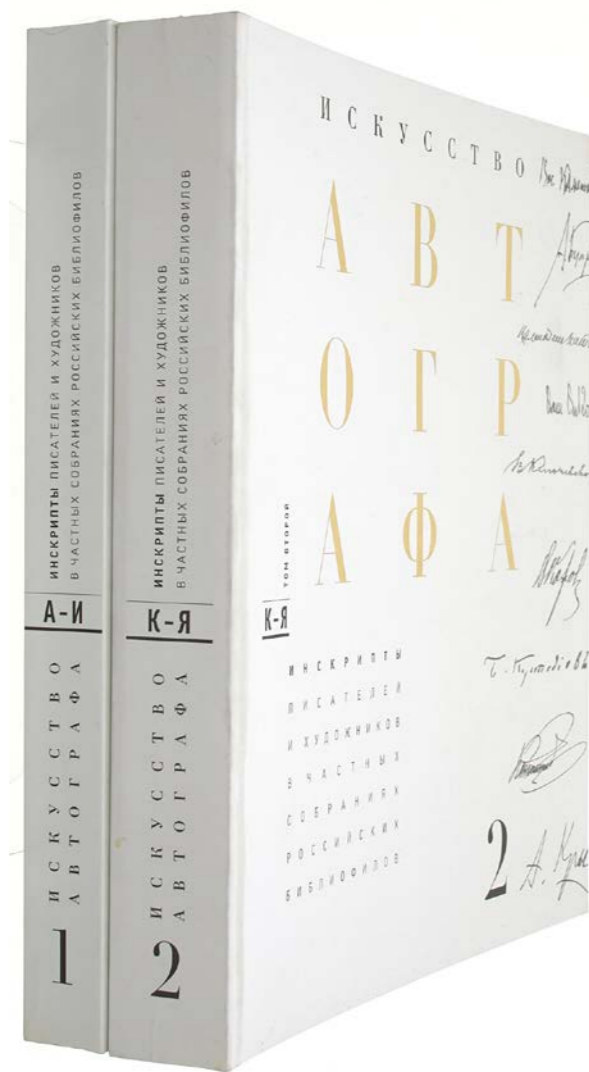 ИНСКРИПТЫ ПИСАТЕЛЕЙ И ХУДОЖНИКОВ
В ЧАСТНЫХ СОБРАНИЯХ РОССИЙСКИХ БИБЛИОФИЛОВ
А-И
ИСКУССТВО
АВТОГРАФА
1
ИНСКРИПТЫ ПИСАТЕЛЕЙ И ХУДОЖНИКОВ
В ЧАСТНЫХ СОБРАНИЯХ РОССИЙСКИХ БИБЛИОФИЛОВ
К-Я
ИСКУССТВО
АВТОГРАФА
2
ИСКУССТВО
АВТ
ОГР
АФА
ТОМ ВТОРОЙ
К-Я
ИНСКРИПТЫ
ПИСАТЕЛЕЙ
И ХУДОЖНИКОВ
В ЧАСТНЫХ
СОБРАНИЯХ
РОССИЙСКИХ
БИБЛИОФИЛОВ
2